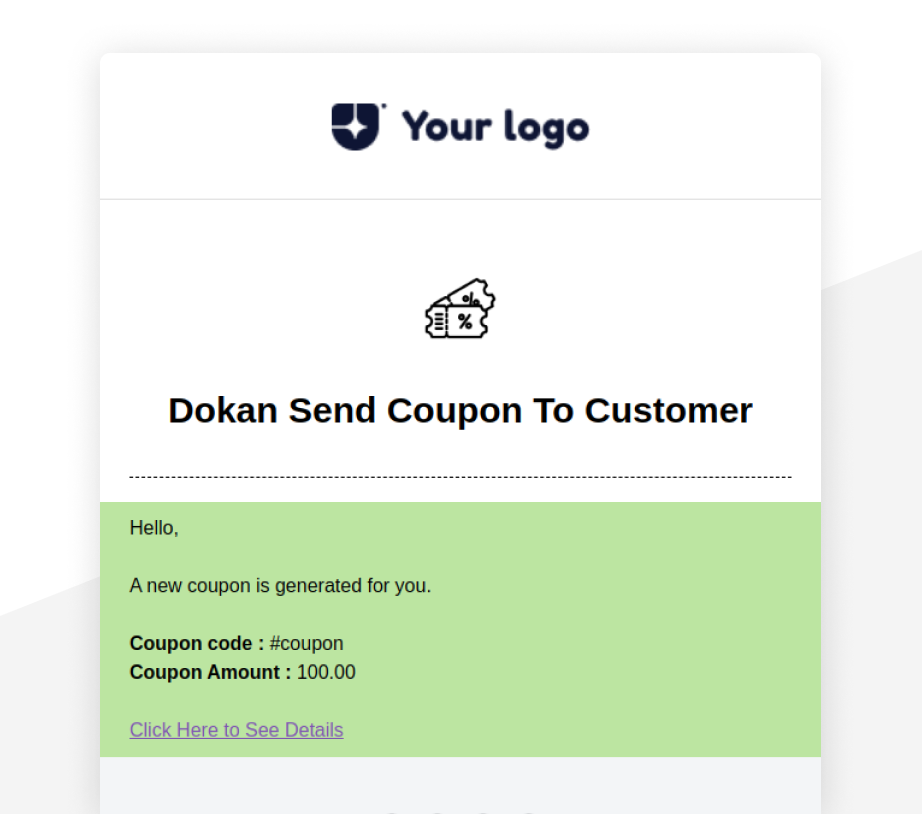 Your logo
%
%
Dokan Send Coupon To Customer
Hello,
A new coupon is generated for you.
Coupon code : #coupon
Coupon Amount : 100.00
Click Here to See Details